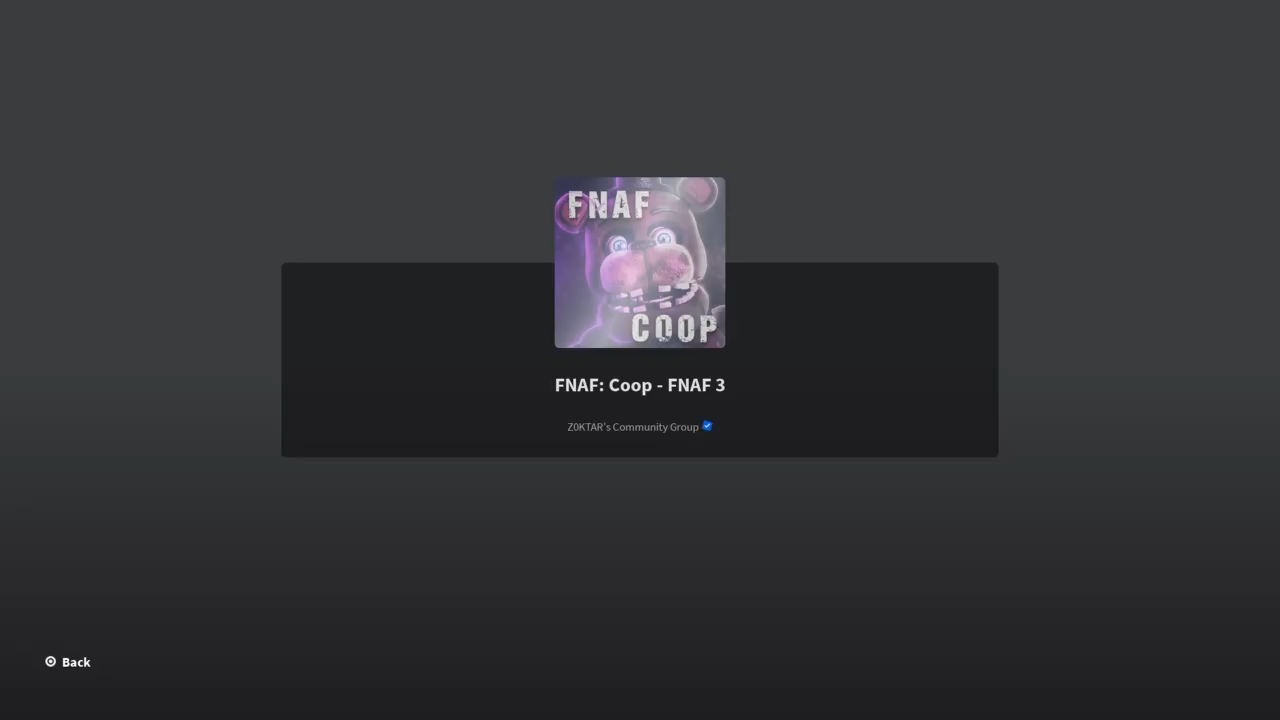 FNAF
COOP
FNAF: Coop - FNAF 3
Z0KTAR's Community Group
Back